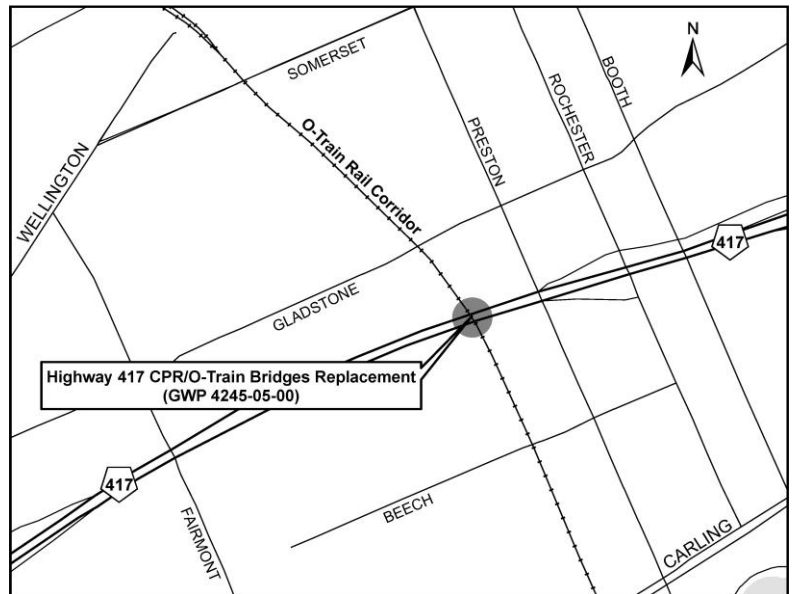 N
SOMERSET
BOOTH
ROCHESTER
PRESTON
O-Train Rail Corridor
WELLINGTON
417
GLADSTONE
Highway 417 CPR/O-Train Bridges Replacement
(GWP 4245-05-00)
417
BEECH
FAIRMONT
CARLING